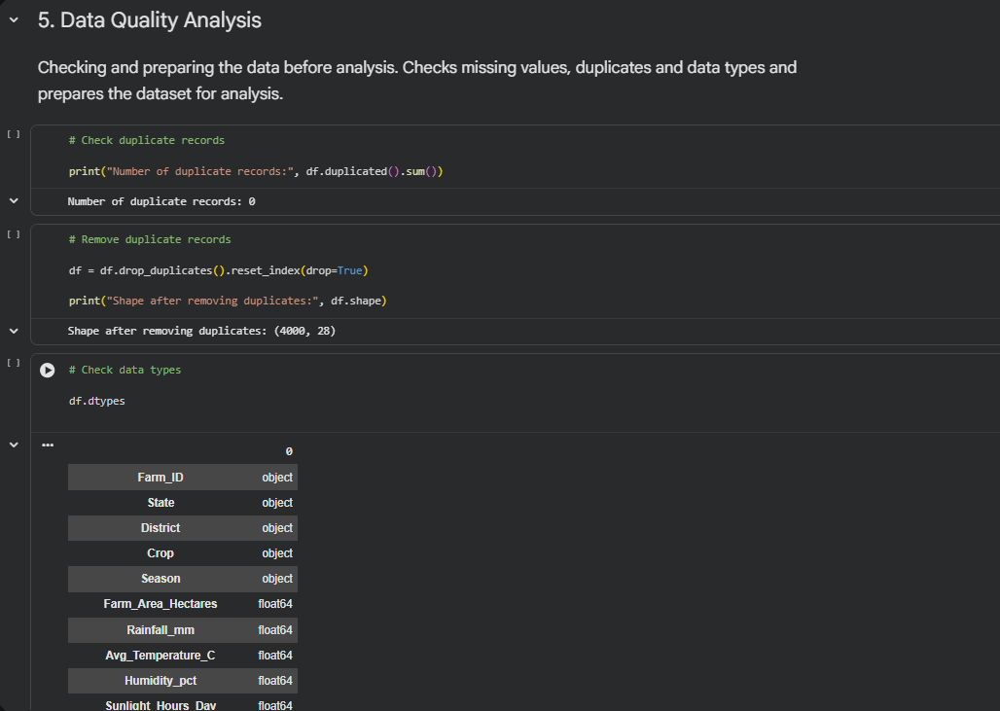 5. Data Quality Analysis
Checking and preparing the data before analysis. Checks missing values, duplicates and data types and
prepares the dataset for analysis.
[ ]
# Check duplicate records
print("Number of duplicate records:", df.duplicated().sum())
Number of duplicate records: 0
[ ]
# Remove duplicate records
df = df.drop_duplicates().reset_index(drop=True)
print("Shape after removing duplicates:", df.shape)
Shape after removing duplicates: (4000, 28)
[ ]
# Check data types
df.dtypes
...
0
Farm_ID object
State object
District object
Crop object
Season object
Farm_Area_Hectares float64
Rainfall_mm float64
Avg_Temperature_C float64
Humidity_pct float64
Sunlight_Hours_Day float64